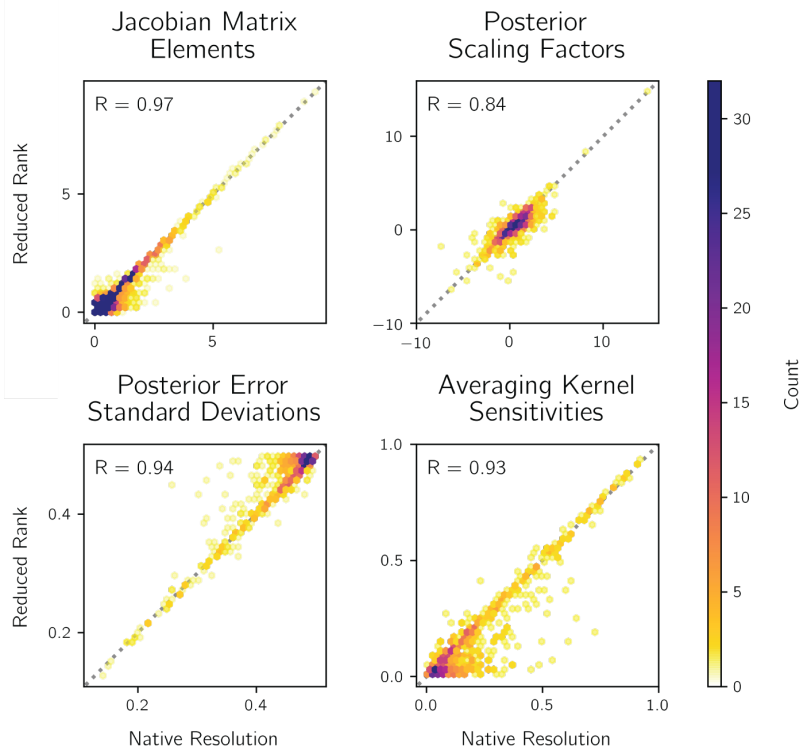 Jacobian Matrix
Elements
Posterior
Scaling Factors
R = 0.97
R = 0.84
Reduced Rank
5
0
0
5
10
0
−10
−10
0
10
Posterior Error
Standard Deviations
Averaging Kernel
Sensitivities
R = 0.94
R = 0.93
Reduced Rank
0.4
0.2
0.2
0.4
Native Resolution
1.0
0.5
0.0
0.0
0.5
1.0
Native Resolution
30
25
20
15
10
5
0
Count